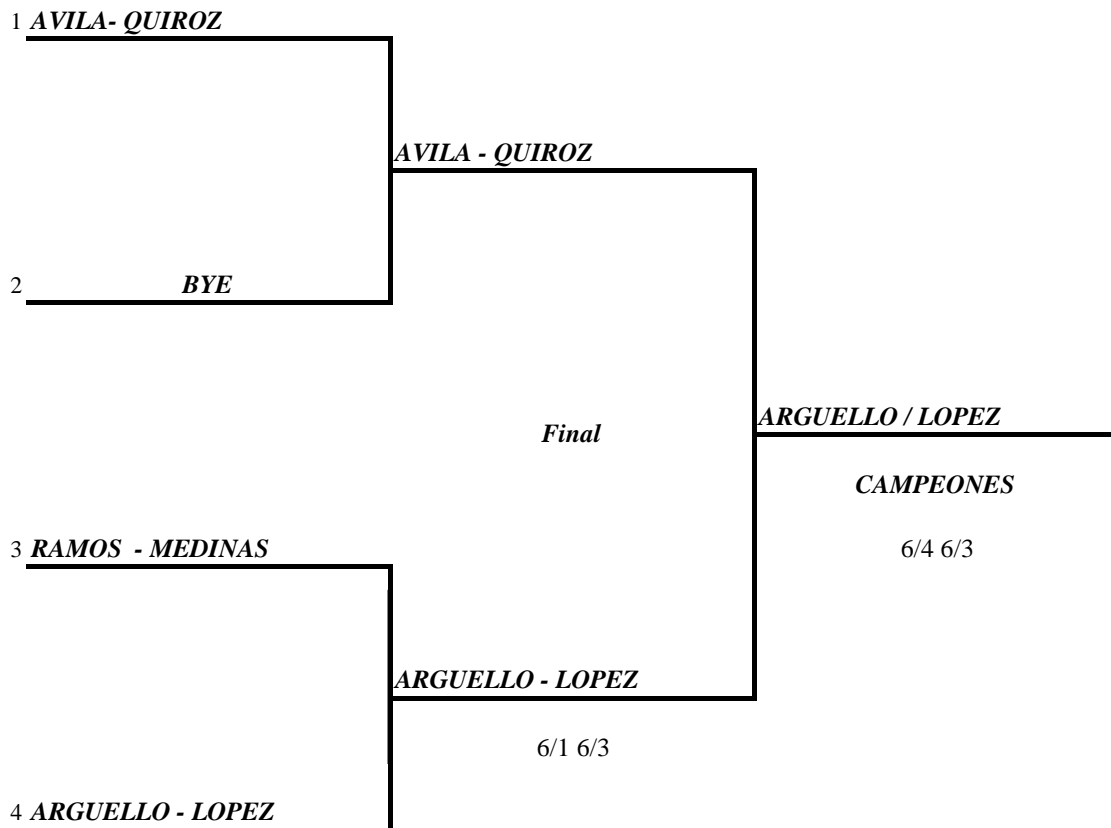 1 AVILA- QUIROZ
AVILA - QUIROZ
2 BYE
ARGUELLO / LOPEZ
Final
CAMPEONES
3 RAMOS - MEDINAS
6/4 6/3
ARGUELLO - LOPEZ
6/1 6/3
4 ARGUELLO - LOPEZ